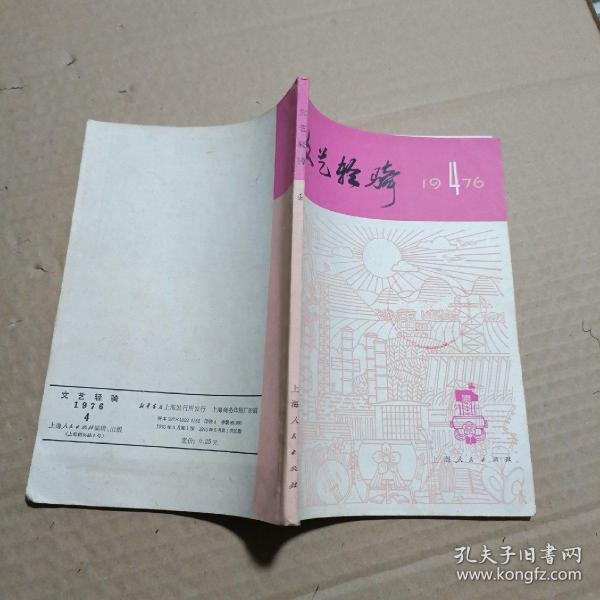 文艺轻骑
1976
4
文艺轻骑
上海人民出版社
上海人民出版社
文艺轻骑
1976
4
上海人民出版社编辑、出版
新华书店上海发行所发行
定价:0.25元
孔夫子旧书网
www.kongfz.com